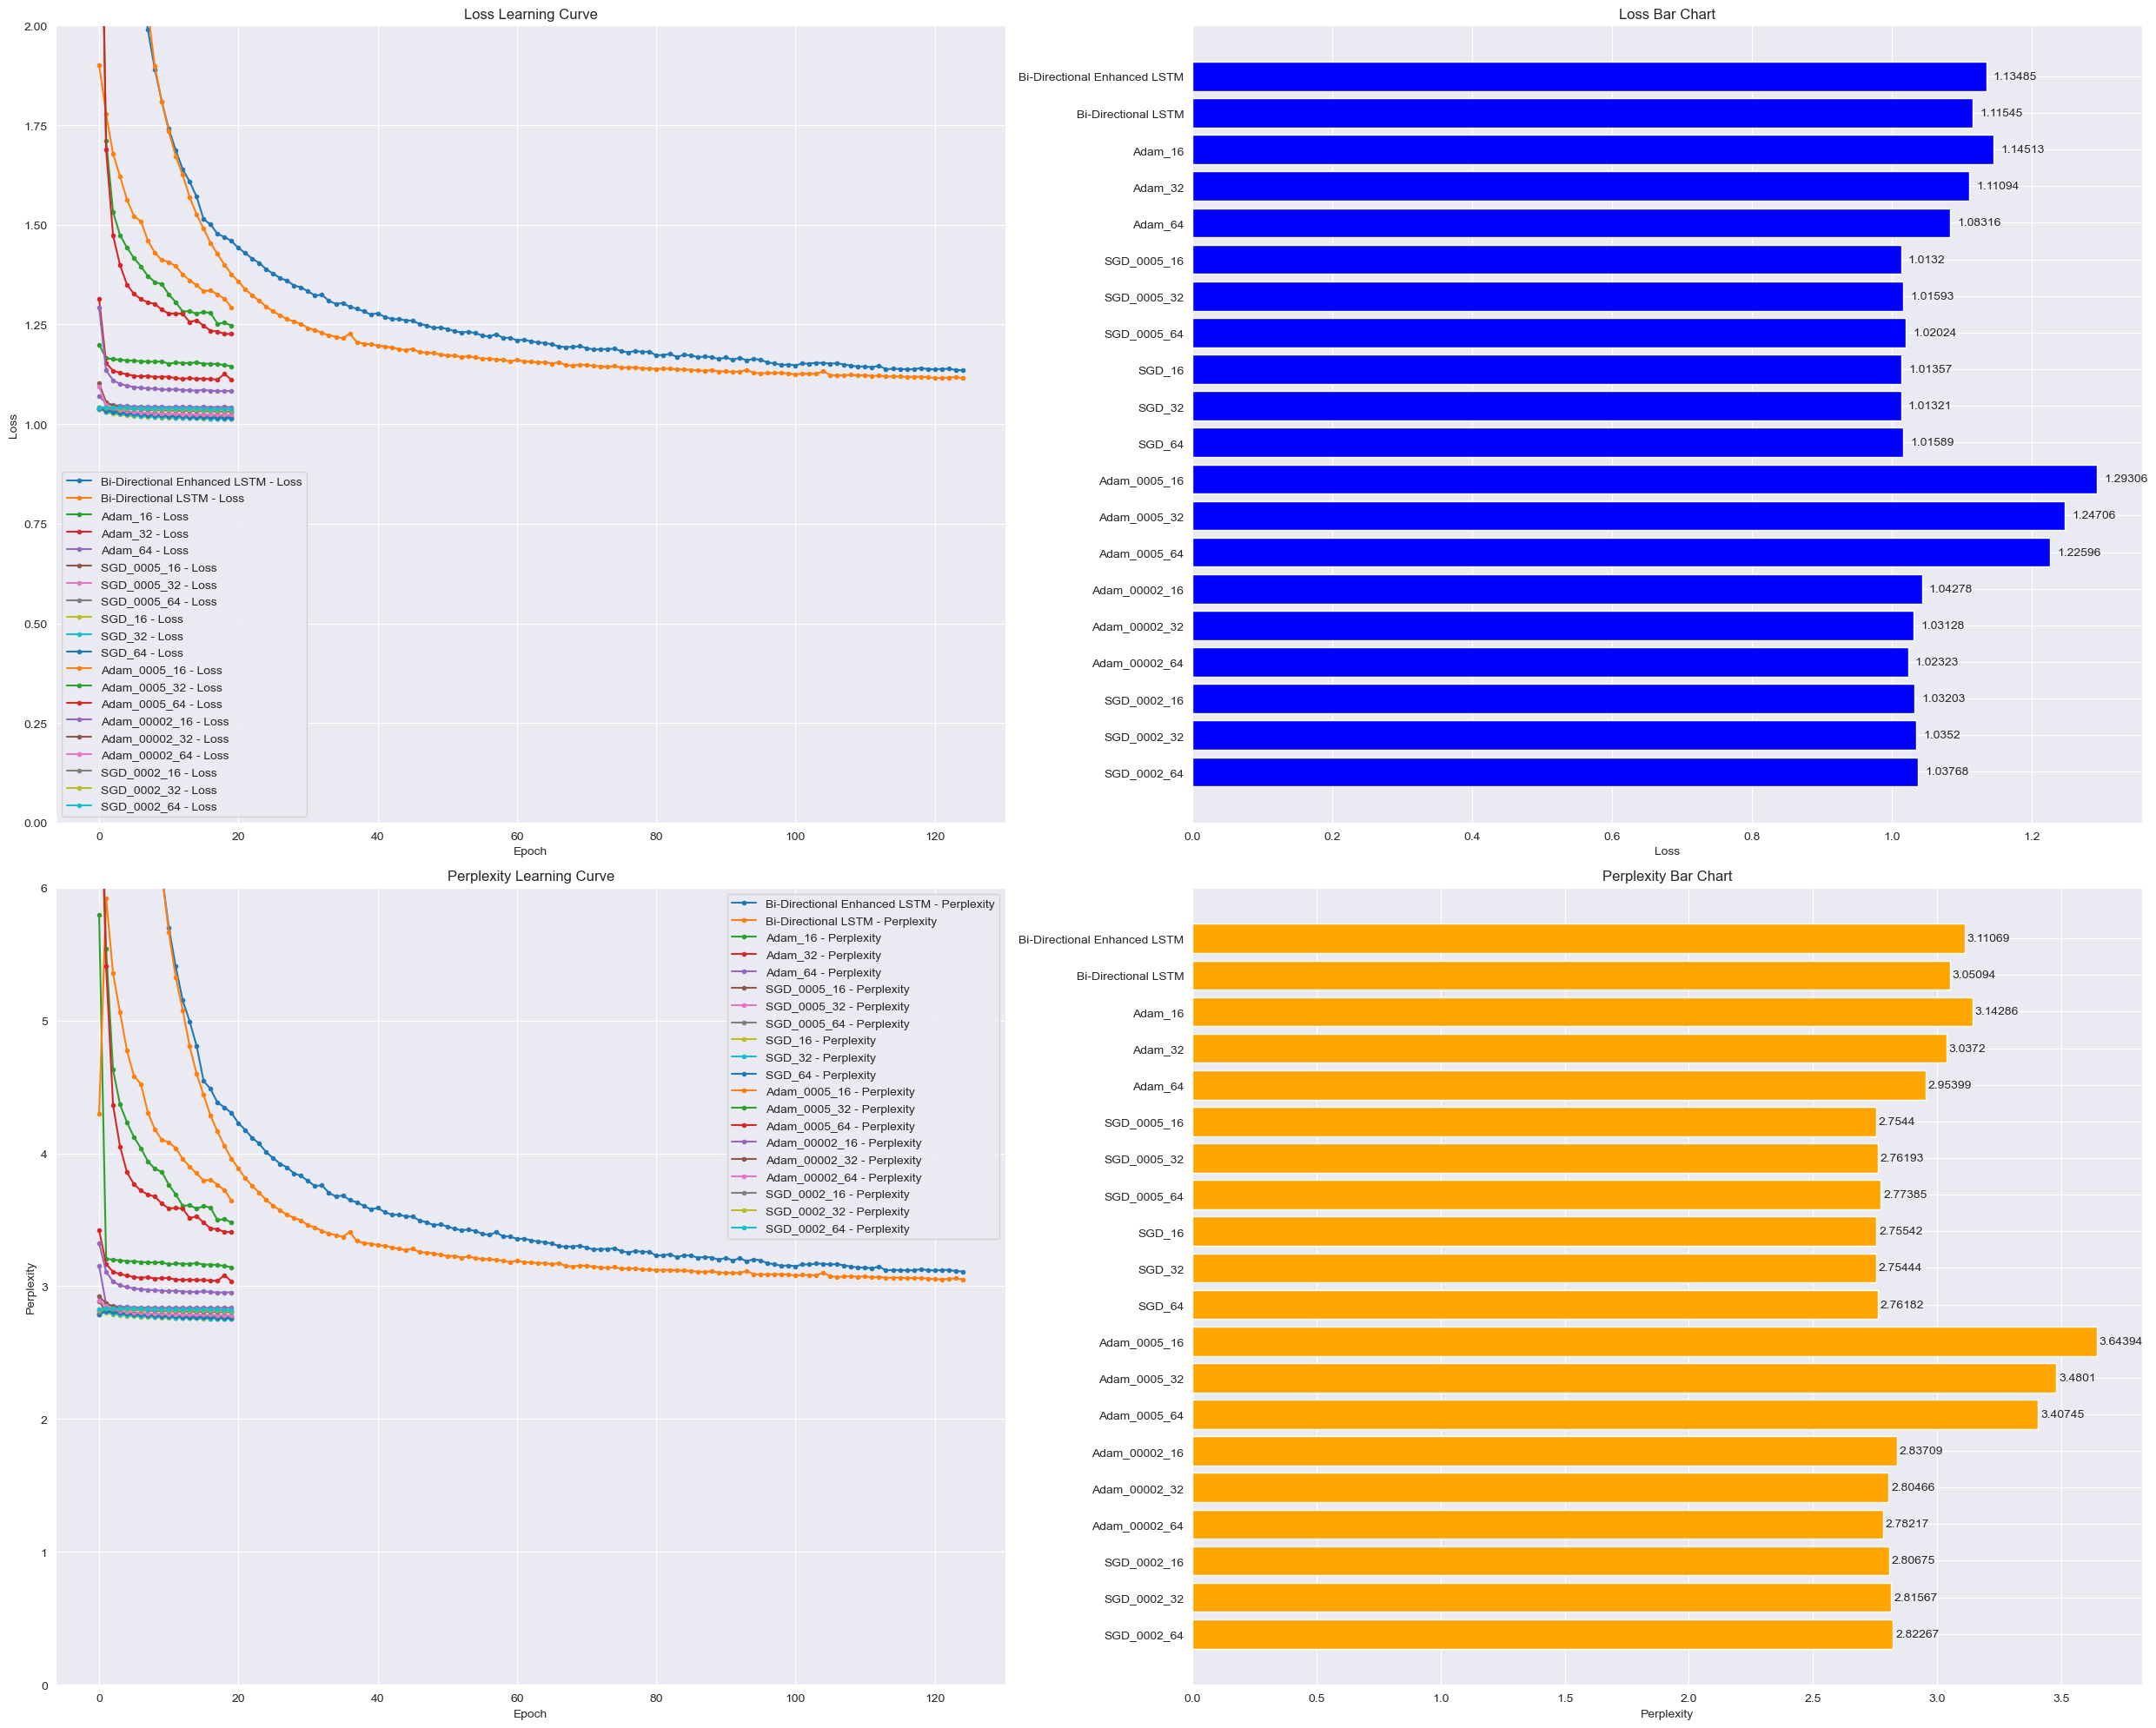 Loss Learning Curve
2.00
1.75
1.50
1.25
1.00
0.75
0.50
0.25
0.00
Loss
Bi-Directional Enhanced LSTM - Loss
Bi-Directional LSTM - Loss
Adam_16 - Loss
Adam_32 - Loss
Adam_64 - Loss
SGD_0005_16 - Loss
SGD_0005_32 - Loss
SGD_0005_64 - Loss
SGD_16 - Loss
SGD_32 - Loss
SGD_64 - Loss
Adam_0005_16 - Loss
Adam_0005_32 - Loss
Adam_0005_64 - Loss
Adam_00002_16 - Loss
Adam_00002_32 - Loss
Adam_00002_64 - Loss
SGD_0002_16 - Loss
SGD_0002_32 - Loss
SGD_0002_64 - Loss
0 20 40 60 80 100 120
Epoch
Loss Bar Chart
Bi-Directional Enhanced LSTM 1.13485
Bi-Directional LSTM 1.11545
Adam_16 1.14513
Adam_32 1.11094
Adam_64 1.08316
SGD_0005_16 1.0132
SGD_0005_32 1.01593
SGD_0005_64 1.02024
SGD_16 1.01357
SGD_32 1.01321
SGD_64 1.01589
Adam_0005_16 1.29306
Adam_0005_32 1.24706
Adam_0005_64 1.22596
Adam_00002_16 1.04278
Adam_00002_32 1.03128
Adam_00002_64 1.02323
SGD_0002_16 1.03203
SGD_0002_32 1.0352
SGD_0002_64 1.03768
0.0 0.2 0.4 0.6 0.8 1.0 1.2
Loss
Perplexity Learning Curve
6
5
4
3
2
1
0
Perplexity
Bi-Directional Enhanced LSTM - Perplexity
Bi-Directional LSTM - Perplexity
Adam_16 - Perplexity
Adam_32 - Perplexity
Adam_64 - Perplexity
SGD_0005_16 - Perplexity
SGD_0005_32 - Perplexity
SGD_0005_64 - Perplexity
SGD_16 - Perplexity
SGD_32 - Perplexity
SGD_64 - Perplexity
Adam_0005_16 - Perplexity
Adam_0005_32 - Perplexity
Adam_0005_64 - Perplexity
Adam_00002_16 - Perplexity
Adam_00002_32 - Perplexity
Adam_00002_64 - Perplexity
SGD_0002_16 - Perplexity
SGD_0002_32 - Perplexity
SGD_0002_64 - Perplexity
0 20 40 60 80 100 120
Epoch
Perplexity Bar Chart
Bi-Directional Enhanced LSTM 3.11069
Bi-Directional LSTM 3.05094
Adam_16 3.14286
Adam_32 3.0372
Adam_64 2.95399
SGD_0005_16 2.7544
SGD_0005_32 2.76193
SGD_0005_64 2.77385
SGD_16 2.75542
SGD_32 2.75444
SGD_64 2.76182
Adam_0005_16 3.64394
Adam_0005_32 3.4801
Adam_0005_64 3.40745
Adam_00002_16 2.83709
Adam_00002_32 2.80466
Adam_00002_64 2.78217
SGD_0002_16 2.80675
SGD_0002_32 2.81567
SGD_0002_64 2.82267
0.0 0.5 1.0 1.5 2.0 2.5 3.0 3.5
Perplexity